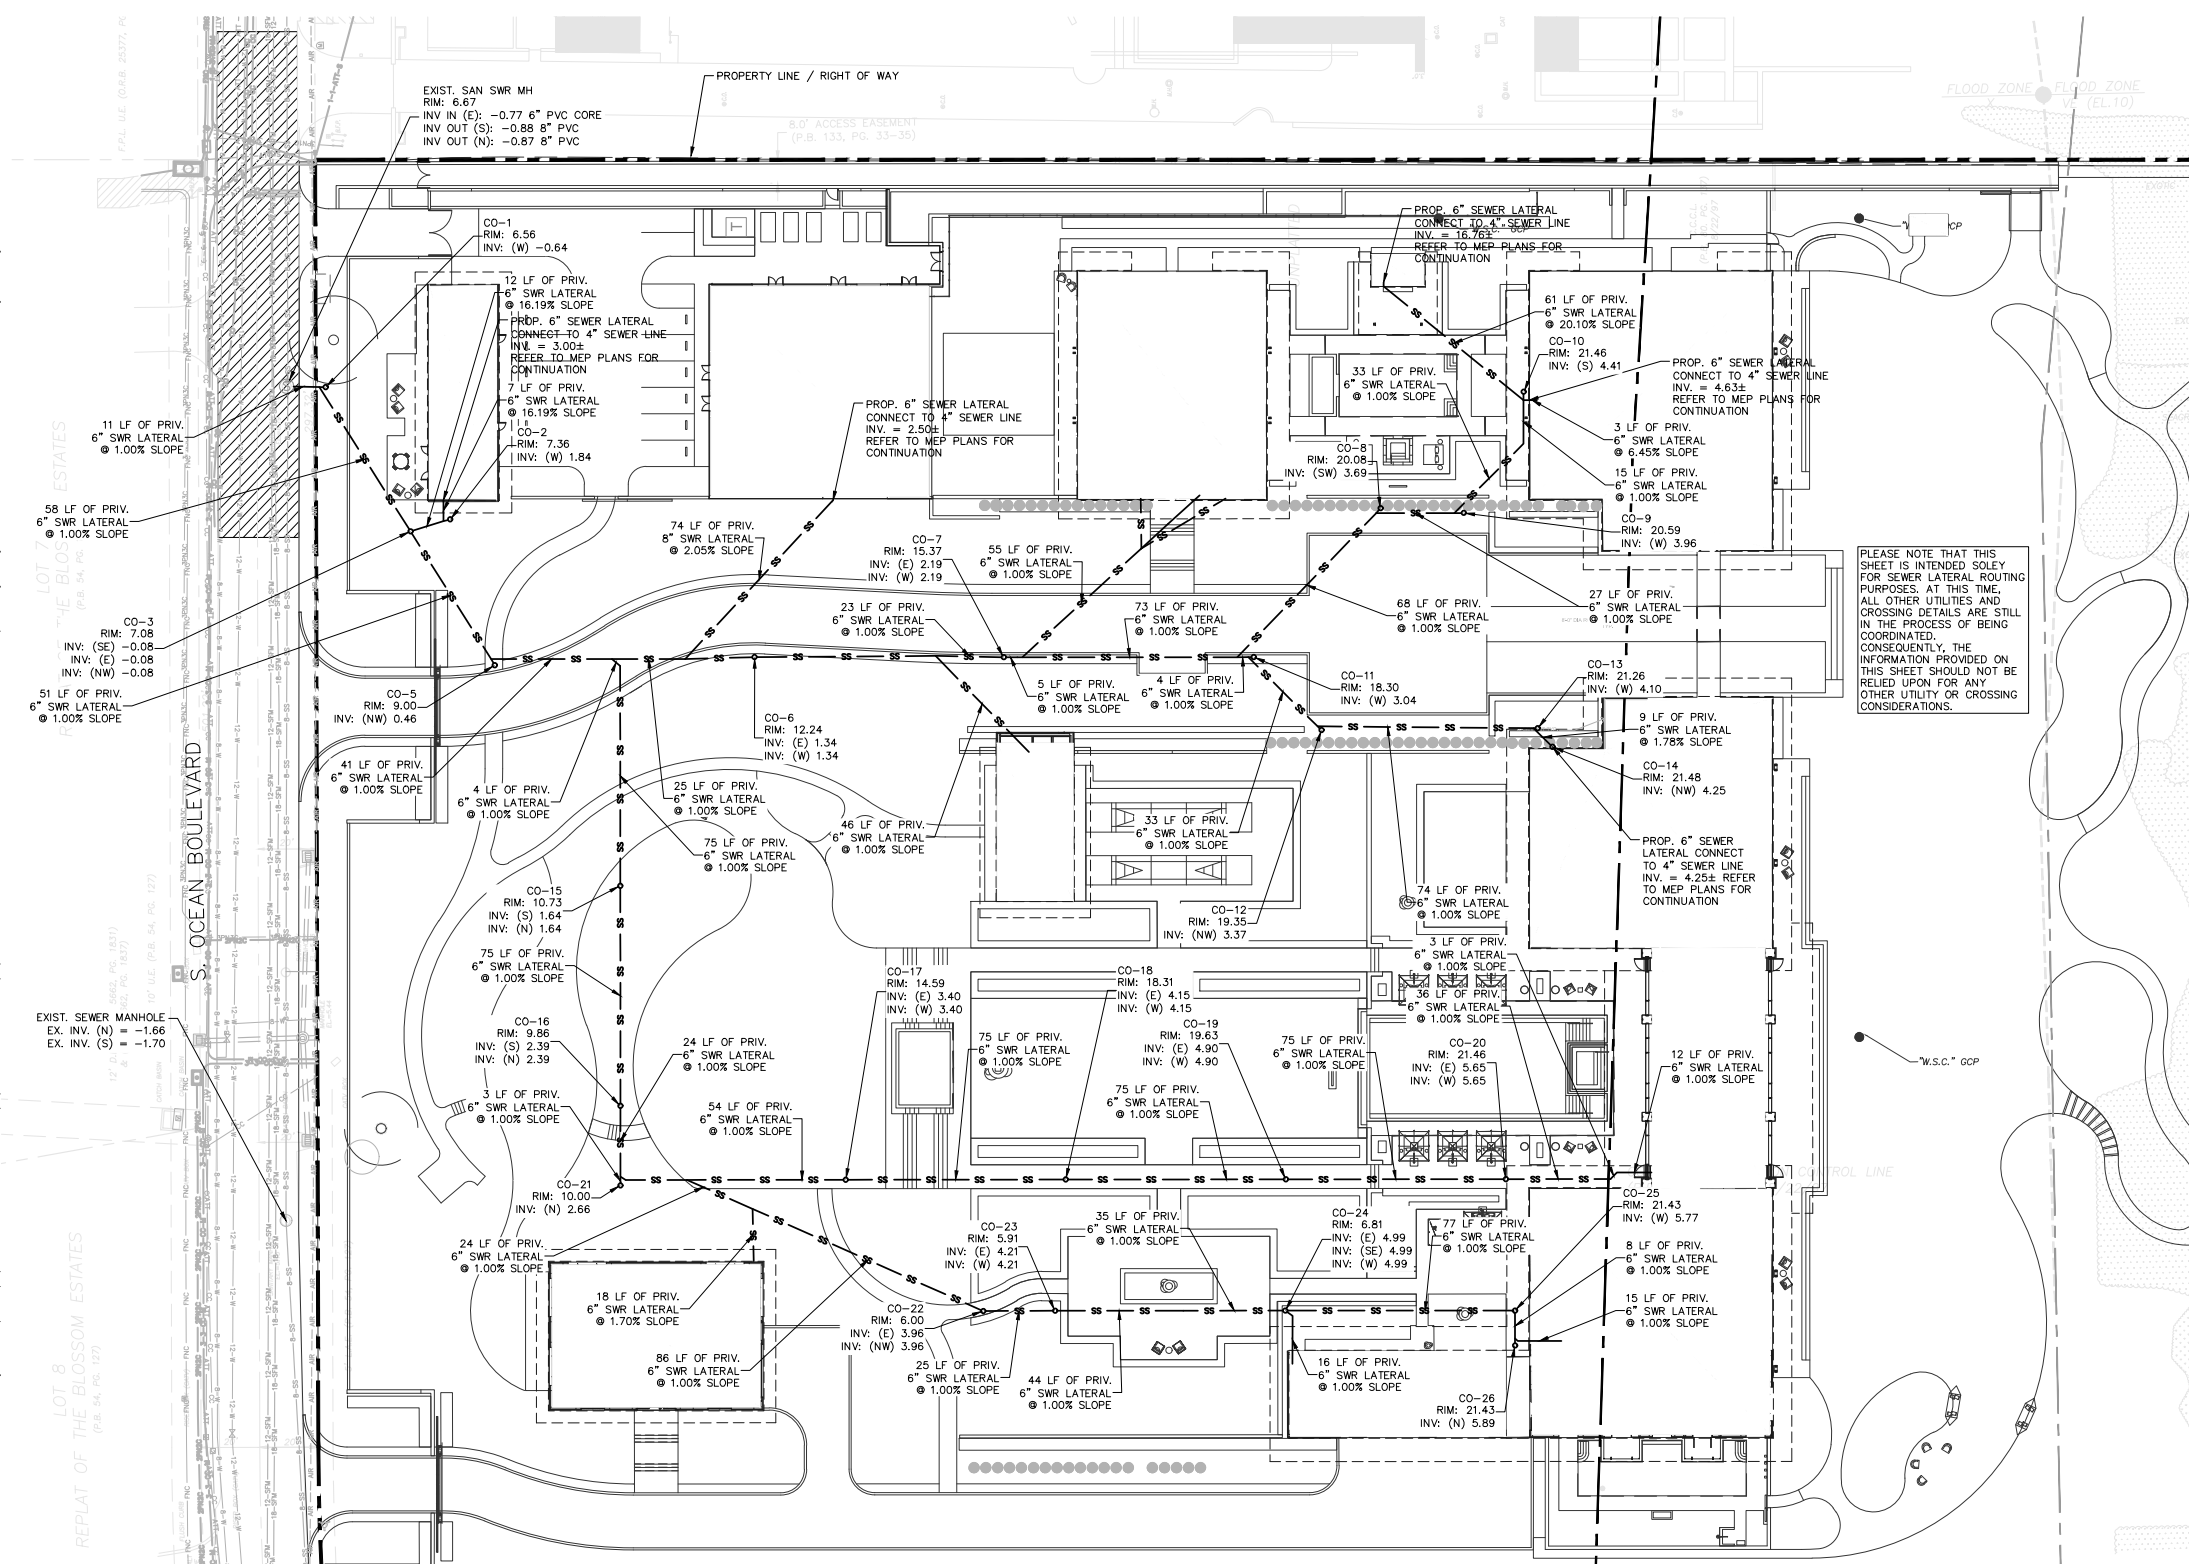 PROPERTY LINE / RIGHT OF WAY
EXIST. SAN SWR MH
RIM: 6.67
INV IN (E): -0.77 6" PVC CORE
INV OUT (S): -0.88 8" PVC
INV OUT (N): -0.87 8" PVC
8.0' ACCESS EASEMENT
(P.B. 133, PG. 33-35)
FLOOD ZONE
X
FLOOD ZONE
VE (EL.10)
CO-1
RIM: 6.56
INV: (W) -0.64
12 LF OF PRIV.
6" SWR LATERAL
@ 16.19% SLOPE
PROP. 6" SEWER LATERAL
CONNECT TO 4" SEWER LINE
INV. = 3.00±
REFER TO MEP PLANS FOR
CONTINUATION
7 LF OF PRIV.
6" SWR LATERAL
@ 16.19% SLOPE
CO-2
RIM: 7.36
INV: (W) 1.84
PROP. 6" SEWER LATERAL
CONNECT TO 4" SEWER LINE
INV. = 16.76±
REFER TO MEP PLANS FOR
CONTINUATION
61 LF OF PRIV.
6" SWR LATERAL
@ 20.10% SLOPE
CO-10
RIM: 21.46
INV: (S) 4.41
PROP. 6" SEWER LATERAL
CONNECT TO 4" SEWER LINE
INV. = 4.63±
REFER TO MEP PLANS FOR
CONTINUATION
33 LF OF PRIV.
6" SWR LATERAL
@ 1.00% SLOPE
PROP. 6" SEWER LATERAL
CONNECT TO 4" SEWER LINE
INV. = 2.50±
REFER TO MEP PLANS FOR
CONTINUATION
11 LF OF PRIV.
6" SWR LATERAL
@ 1.00% SLOPE
3 LF OF PRIV.
6" SWR LATERAL
@ 6.45% SLOPE
CO-8
RIM: 20.08
INV: (SW) 3.69
15 LF OF PRIV.
6" SWR LATERAL
@ 1.00% SLOPE
58 LF OF PRIV.
6" SWR LATERAL
@ 1.00% SLOPE
74 LF OF PRIV.
8" SWR LATERAL
@ 2.05% SLOPE
CO-7
RIM: 15.37
INV: (E) 2.19
INV: (W) 2.19
55 LF OF PRIV.
6" SWR LATERAL
@ 1.00% SLOPE
CO-9
RIM: 20.59
INV: (W) 3.96
PLEASE NOTE THAT THIS
SHEET IS INTENDED SOLEY
FOR SEWER LATERAL ROUTING
PURPOSES. AT THIS TIME,
ALL OTHER UTILITIES AND
CROSSING DETAILS ARE STILL
IN THE PROCESS OF BEING
COORDINATED.
CONSEQUENTLY, THE
INFORMATION PROVIDED ON
THIS SHEET SHOULD NOT BE
RELIED UPON FOR ANY
OTHER UTILITY OR CROSSING
CONSIDERATIONS.
23 LF OF PRIV.
6" SWR LATERAL
@ 1.00% SLOPE
73 LF OF PRIV.
6" SWR LATERAL
@ 1.00% SLOPE
68 LF OF PRIV.
6" SWR LATERAL
@ 1.00% SLOPE
27 LF OF PRIV.
6" SWR LATERAL
@ 1.00% SLOPE
CO-3
RIM: 7.08
INV: (SE) -0.08
INV: (E) -0.08
INV: (NW) -0.08
51 LF OF PRIV.
6" SWR LATERAL
@ 1.00% SLOPE
CO-5
RIM: 9.00
INV: (NW) 0.46
CO-6
RIM: 12.24
INV: (E) 1.34
INV: (W) 1.34
5 LF OF PRIV.
6" SWR LATERAL
@ 1.00% SLOPE
4 LF OF PRIV.
6" SWR LATERAL
@ 1.00% SLOPE
CO-11
RIM: 18.30
INV: (W) 3.04
CO-13
RIM: 21.26
INV: (W) 4.10
9 LF OF PRIV.
6" SWR LATERAL
@ 1.78% SLOPE
CO-14
RIM: 21.48
INV: (NW) 4.25
S. OCEAN BOULEVARD
41 LF OF PRIV.
6" SWR LATERAL
@ 1.00% SLOPE
4 LF OF PRIV.
6" SWR LATERAL
@ 1.00% SLOPE
25 LF OF PRIV.
6" SWR LATERAL
@ 1.00% SLOPE
75 LF OF PRIV.
6" SWR LATERAL
@ 1.00% SLOPE
46 LF OF PRIV.
6" SWR LATERAL
@ 1.00% SLOPE
33 LF OF PRIV.
6" SWR LATERAL
@ 1.00% SLOPE
PROP. 6" SEWER
LATERAL CONNECT
TO 4" SEWER LINE
INV. = 4.25± REFER
TO MEP PLANS FOR
CONTINUATION
CO-15
RIM: 10.73
INV: (S) 1.64
INV: (N) 1.64
CO-12
RIM: 19.35
INV: (NW) 3.37
74 LF OF PRIV.
6" SWR LATERAL
@ 1.00% SLOPE
75 LF OF PRIV.
6" SWR LATERAL
@ 1.00% SLOPE
3 LF OF PRIV.
6" SWR LATERAL
@ 1.00% SLOPE
CO-17
RIM: 14.59
INV: (E) 3.40
INV: (W) 3.40
CO-18
RIM: 18.31
INV: (E) 4.15
INV: (W) 4.15
36 LF OF PRIV.
6" SWR LATERAL
@ 1.00% SLOPE
EXIST. SEWER MANHOLE
EX. INV. (N) = -1.66
EX. INV. (S) = -1.70
CO-16
RIM: 9.86
INV: (S) 2.39
INV: (N) 2.39
24 LF OF PRIV.
6" SWR LATERAL
@ 1.00% SLOPE
75 LF OF PRIV.
6" SWR LATERAL
@ 1.00% SLOPE
CO-19
RIM: 19.63
INV: (E) 4.90
INV: (W) 4.90
75 LF OF PRIV.
6" SWR LATERAL
@ 1.00% SLOPE
CO-20
RIM: 21.46
INV: (E) 5.65
INV: (W) 5.65
12 LF OF PRIV.
6" SWR LATERAL
@ 1.00% SLOPE
"W.S.C." GCP
3 LF OF PRIV.
6" SWR LATERAL
@ 1.00% SLOPE
54 LF OF PRIV.
6" SWR LATERAL
@ 1.00% SLOPE
75 LF OF PRIV.
6" SWR LATERAL
@ 1.00% SLOPE
CONTROL LINE
CO-21
RIM: 10.00
INV: (N) 2.66
CO-25
RIM: 21.43
INV: (W) 5.77
24 LF OF PRIV.
6" SWR LATERAL
@ 1.00% SLOPE
CO-23
RIM: 5.91
INV: (E) 4.21
INV: (W) 4.21
35 LF OF PRIV.
6" SWR LATERAL
@ 1.00% SLOPE
CO-24
RIM: 6.81
INV: (E) 4.99
INV: (SE) 4.99
INV: (W) 4.99
77 LF OF PRIV.
6" SWR LATERAL
@ 1.00% SLOPE
8 LF OF PRIV.
6" SWR LATERAL
@ 1.00% SLOPE
18 LF OF PRIV.
6" SWR LATERAL
@ 1.70% SLOPE
15 LF OF PRIV.
6" SWR LATERAL
@ 1.00% SLOPE
CO-22
RIM: 6.00
INV: (E) 3.96
INV: (NW) 3.96
86 LF OF PRIV.
6" SWR LATERAL
@ 1.00% SLOPE
25 LF OF PRIV.
6" SWR LATERAL
@ 1.00% SLOPE
44 LF OF PRIV.
6" SWR LATERAL
@ 1.00% SLOPE
16 LF OF PRIV.
6" SWR LATERAL
@ 1.00% SLOPE
CO-26
RIM: 21.43
INV: (N) 5.89
LOT 8
REPLAT OF THE BLOSSOM ESTATES
(P.B. 54, PG. 127)